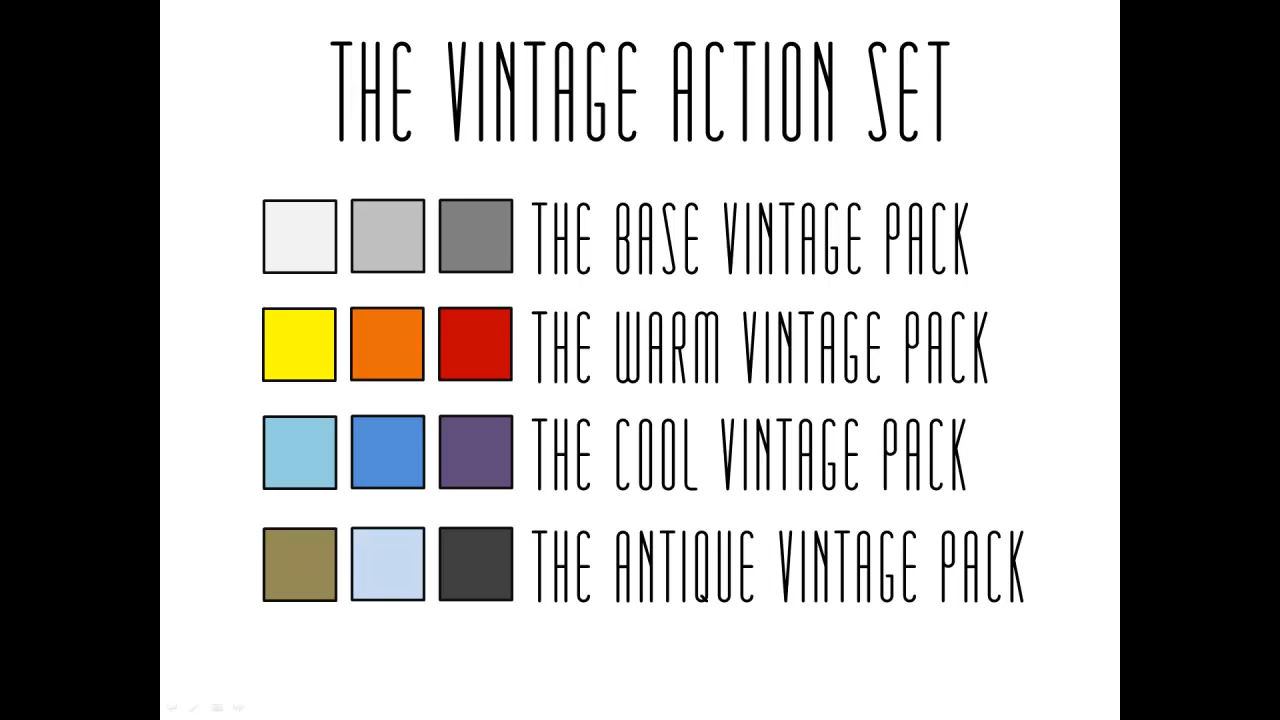 THE VINTAGE ACTION SET
THE BASE VINTAGE PACK
THE WARM VINTAGE PACK
THE COOL VINTAGE PACK
THE ANTIQUE VINTAGE PACK